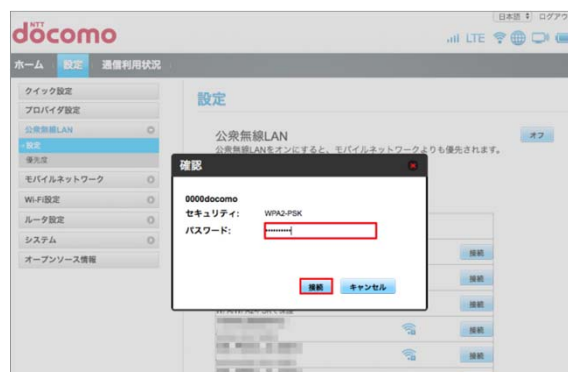 日本語
NTT
döcomo
LTE
ホーム 設定 通信利用状況
クイック設定
プロバイダ設定
公衆無線LAN
設定
優先度
モバイルネットワーク
Wi-Fi設定
ルータ設定
システム
オープンソース情報
設定
公衆無線LAN オフ
公衆無線LANをオンにすると、モバイルネットワークよりも優先されます。
確認
0000docomo
セキュリティ: WPA2-PSK
パスワード:
接続 キャンセル
接続
接続
接続
接続
接続